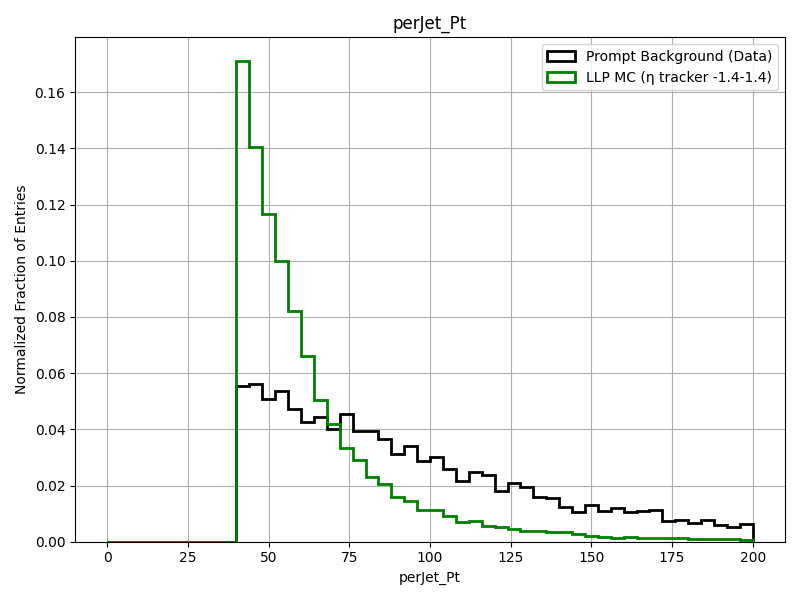 perJet_Pt
Prompt Background (Data)
LLP MC (η tracker -1.4-1.4)
Normalized Fraction of Entries
0.16
0.14
0.12
0.10
0.08
0.06
0.04
0.02
0.00
0 25 50 75 100 125 150 175 200
perJet_Pt